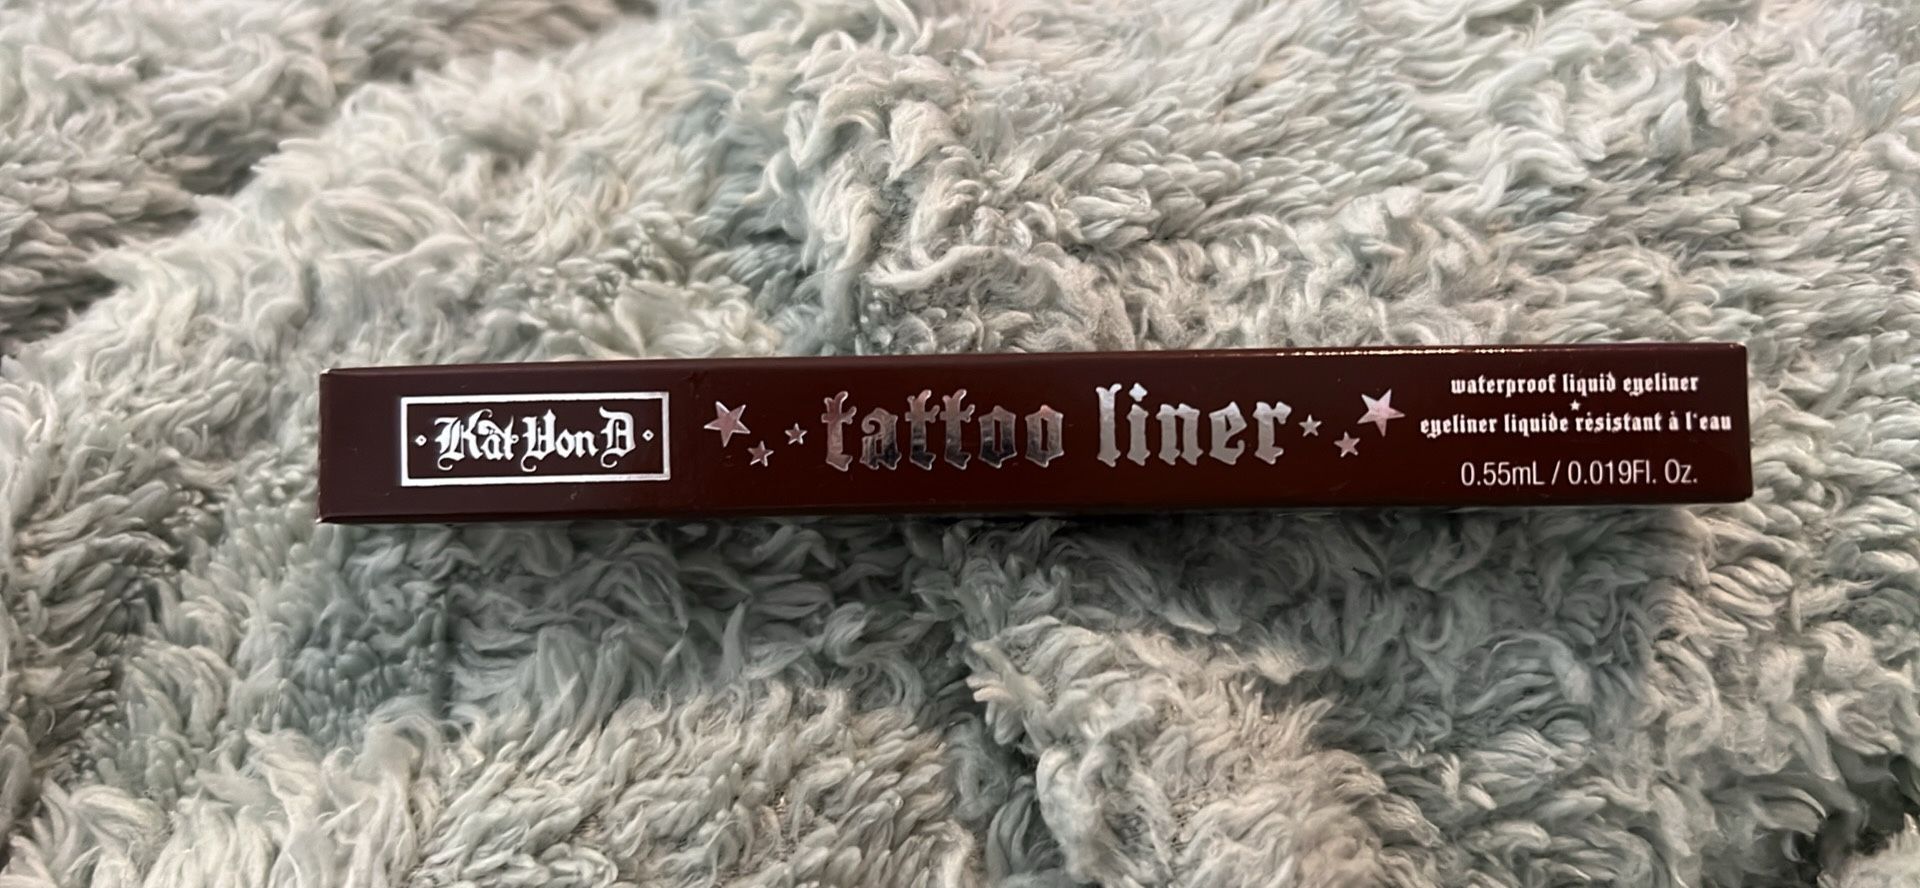 Kat Von D
tattoo liner
waterproof liquid eyeliner
eyeliner liquide résistant à l'eau
0.55mL / 0.019Fl. Oz.